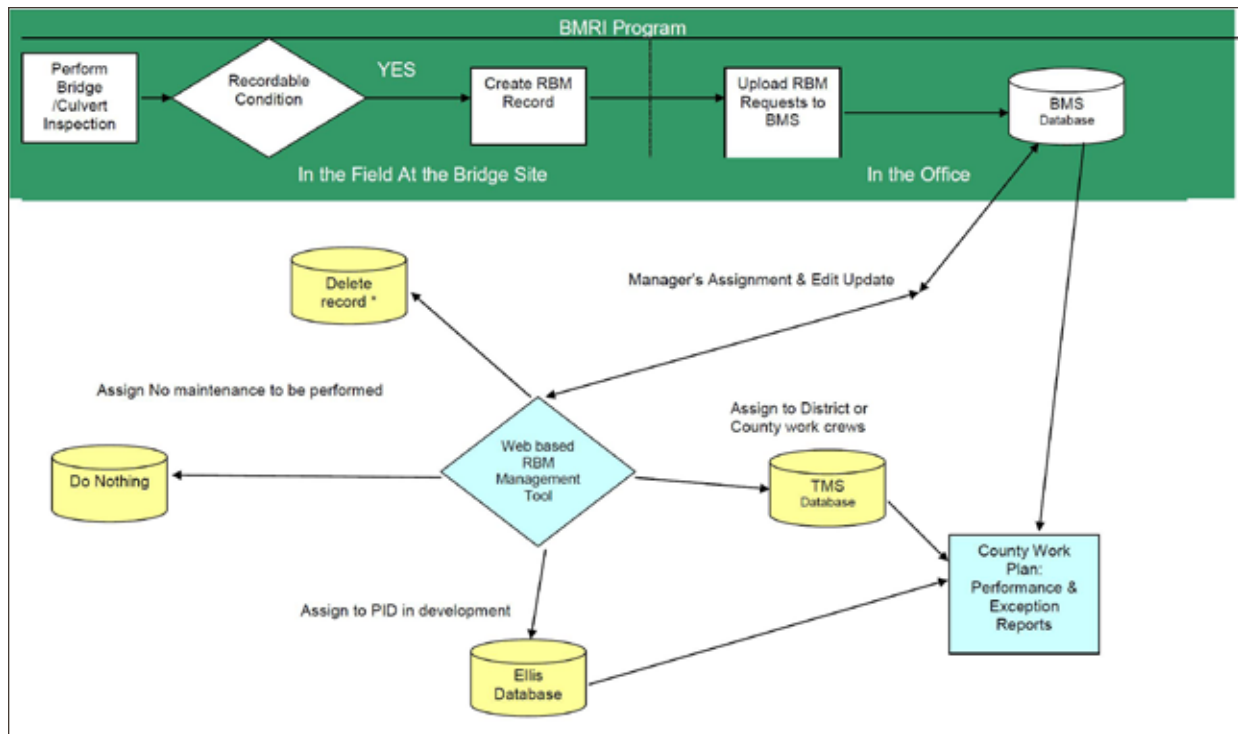 BMRI Program
Perform
Bridge
/Culvert
Inspection
Recordable
Condition
YES
Create RBM
Record
Upload RBM
Requests to
BMS
BMS
Database
In the Field At the Bridge Site
In the Office
Delete
record *
Manager's Assignment & Edit Update
Assign No maintenance to be performed
Do Nothing
Web based
RBM
Management
Tool
Assign to District or
County work crews
TMS
Database
Assign to PID in development
Ellis
Database
County Work
Plan:
Performance &
Exception
Reports